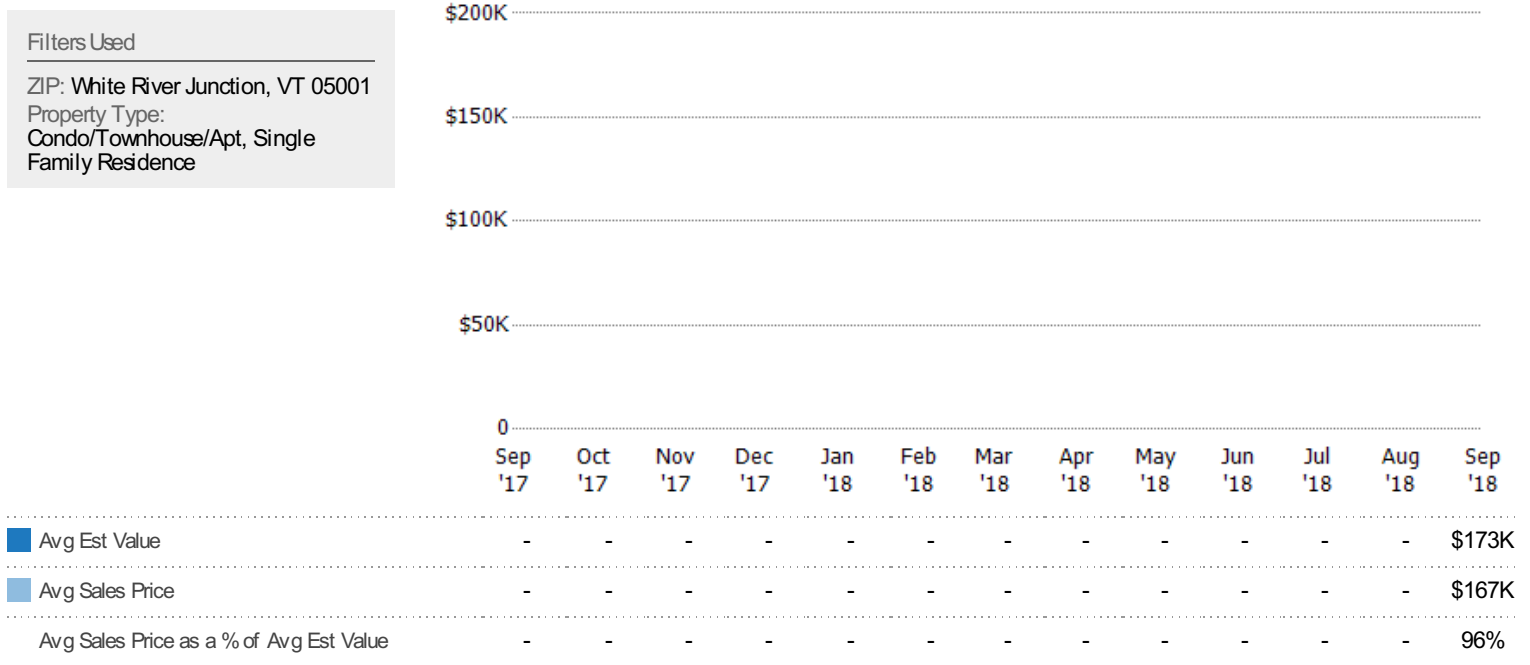 Filters Used
ZIP: White River Junction, VT 05001
Property Type:
Condo/Townhouse/Apt, Single
Family Residence
$200K
$150K
$100K
$50K
0
Sep Oct Nov Dec Jan Feb Mar Apr May Jun Jul Aug Sep
'17 '17 '17 '17 '18 '18 '18 '18 '18 '18 '18 '18 '18
Avg Est Value - - - - - - - - - - - - $173K
Avg Sales Price - - - - - - - - - - - - $167K
Avg Sales Price as a % of Avg Est Value - - - - - - - - - - - - 96%